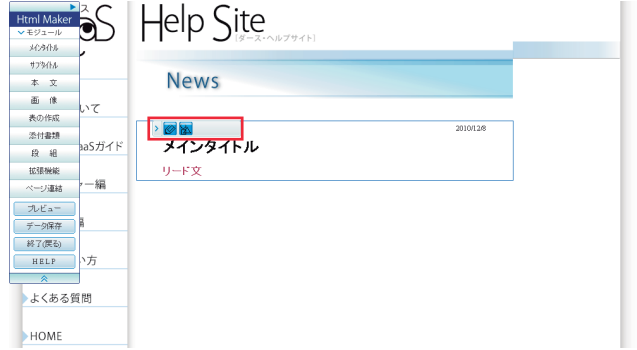 Html Maker
モジュール
メインタイトル
サブタイトル
本 文
画 像
表の作成
添付書類
段 組
拡張機能
ページ連結
プレビュー
データ保存
終了(戻る)
HELP
ス
aS
いて
aaSガイド
ー編
編
い方
よくある質問
HOME
Help Site
[ダース・ヘルプサイト]
News
2010/12/8
メインタイトル
リード文